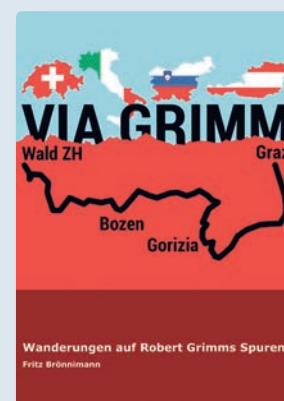 VIA GRIMM
Wald ZH
Graz
Bozen
Gorizia
Wanderungen auf Robert Grimms Spuren
Fritz Brönnimann